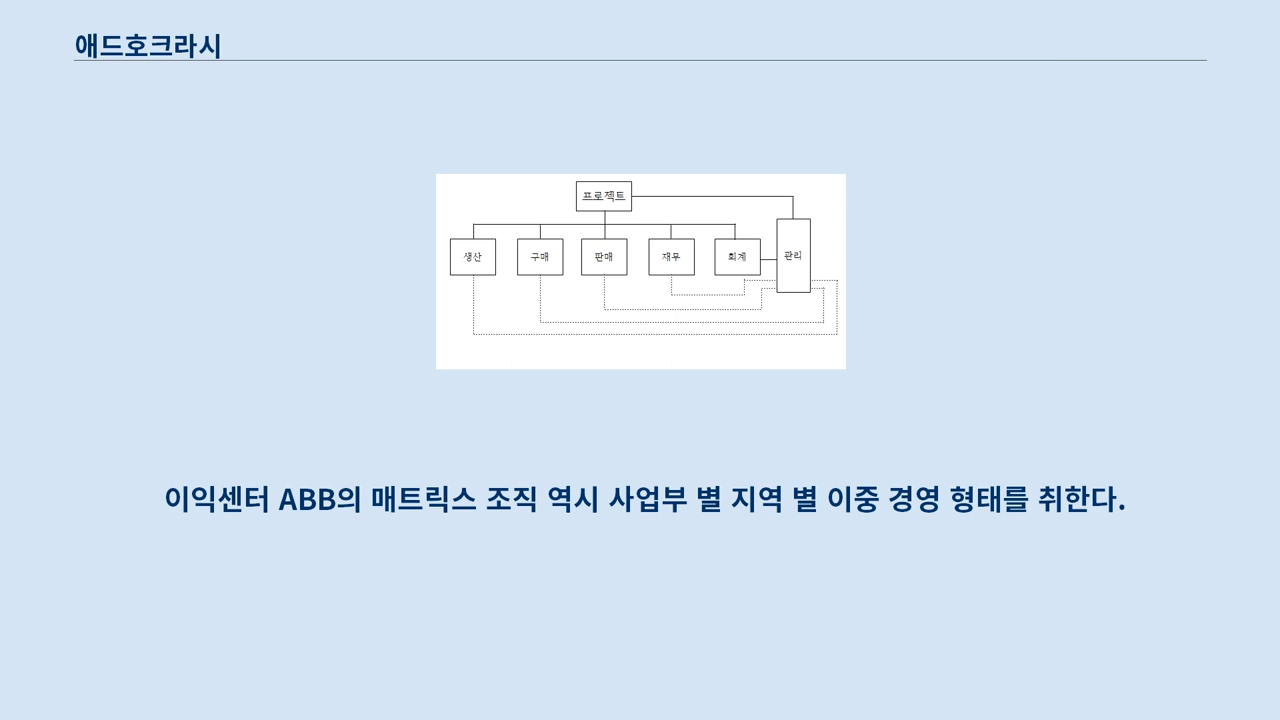 애드호크라시
프로젝트
생산 구매 판매 재무 회계 관리
이익센터 ABB의 매트릭스 조직 역시 사업부 별 지역 별 이중 경영 형태를 취한다.